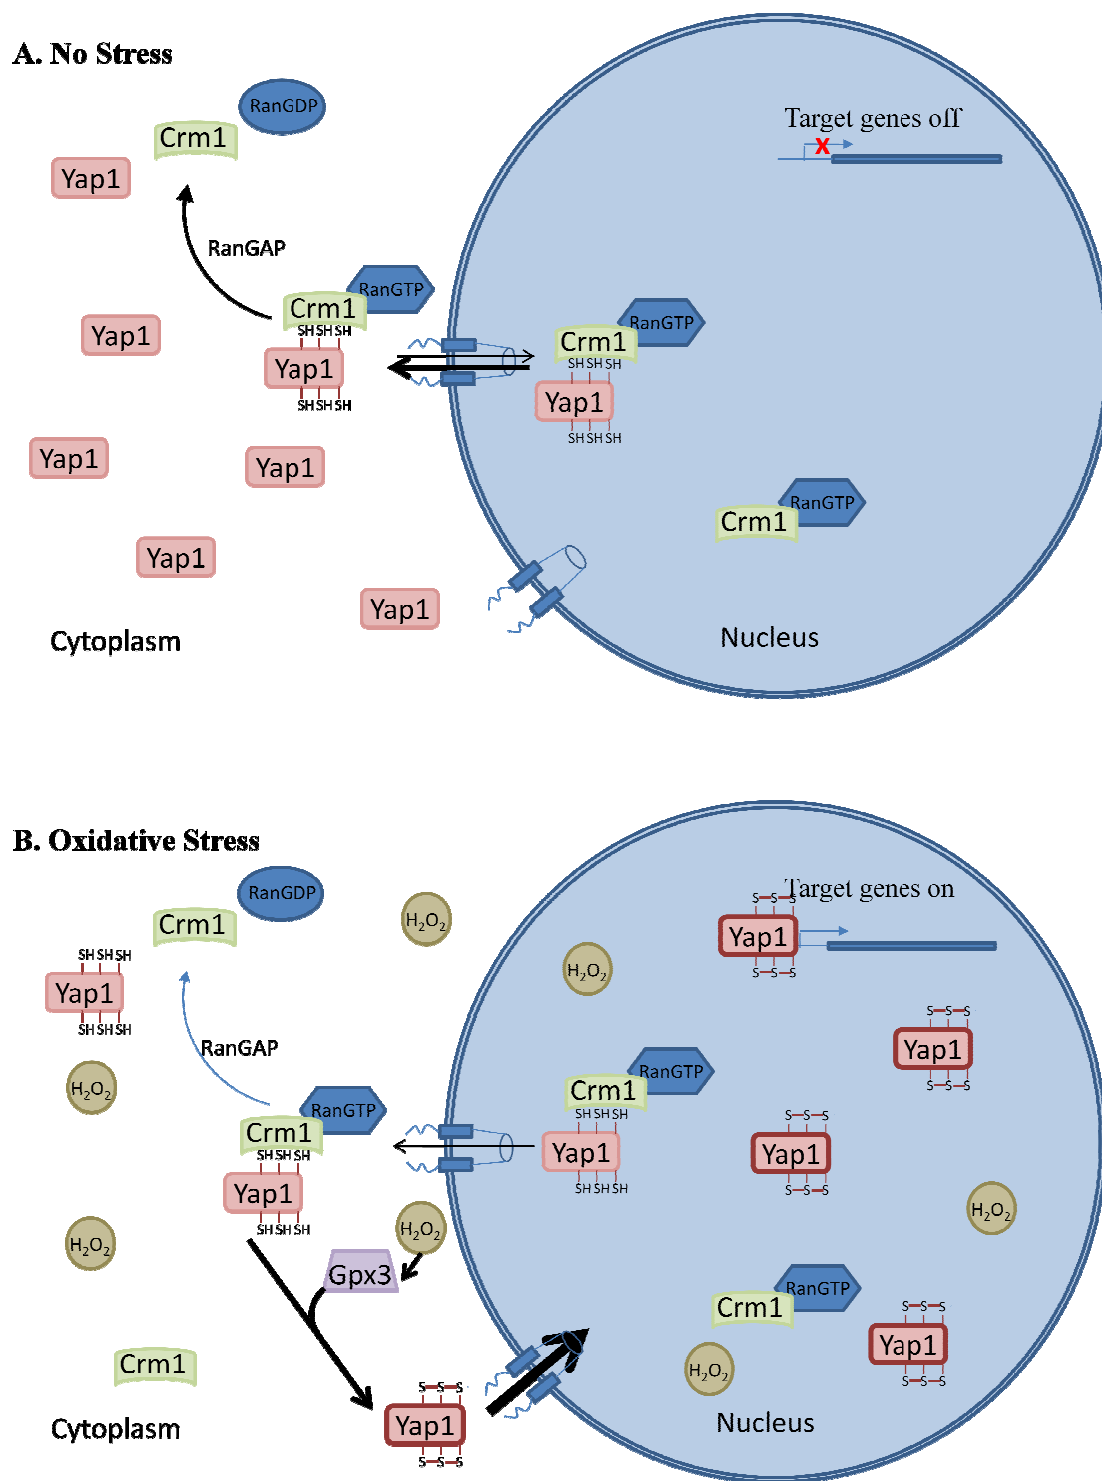 A. No Stress
RanGDP
Crm1
Target genes off
X
Yap1
RanGAP
RanGTP
Crm1
SH SH SH
Yap1
SH SH SH
Yap1
RanGTP
Crm1
SH SH SH
Yap1
SH SH SH
Yap1
Yap1
RanGTP
Crm1
Yap1
Yap1
Cytoplasm
Nucleus
B. Oxidative Stress
RanGDP
Crm1
H2O2
Target genes on
S-S-S
Yap1
S-S-S
SH SH SH
Yap1
SH SH SH
H2O2
S-S-S
Yap1
S-S-S
RanGAP
H2O2
RanGTP
Crm1
SH SH SH
Yap1
SH SH SH
RanGTP
Crm1
SH SH SH
Yap1
SH SH SH
S-S-S
Yap1
S-S-S
H2O2
H2O2
H2O2
Gpx3
RanGTP
Crm1
S-S-S
Yap1
S-S-S
Crm1
H2O2
S-S-S
Yap1
S-S-S
Cytoplasm
Nucleus